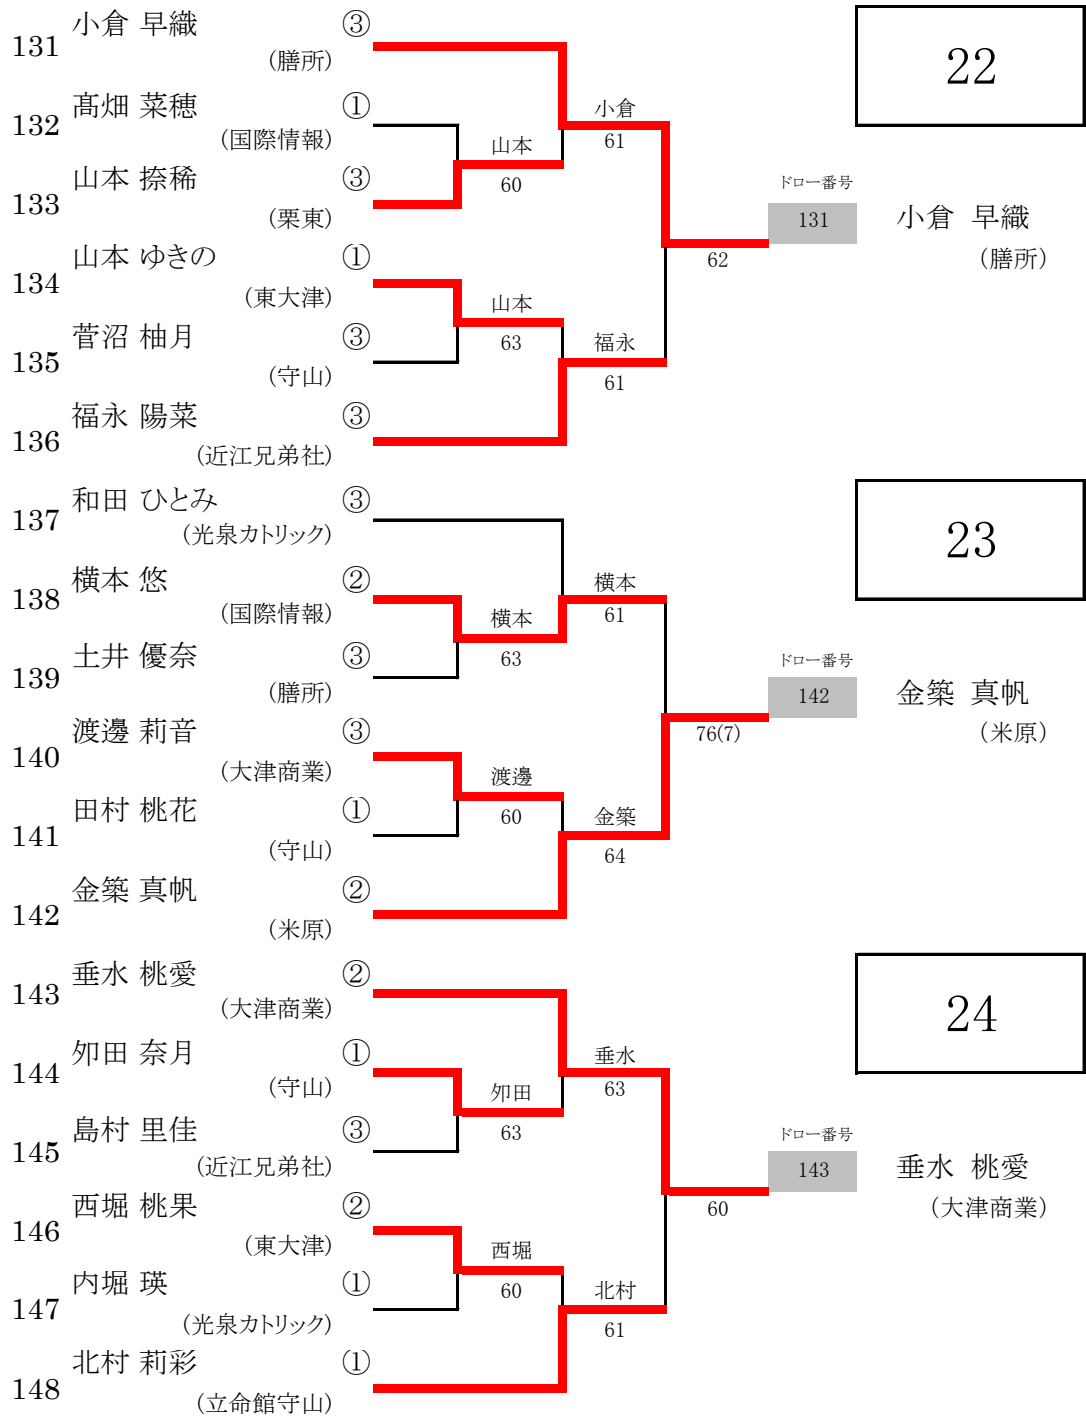 小倉 早織 ③
131
(膳所)
22
髙畑 菜穂 ①
132
(国際情報)
小倉
61
山本
60
山本 捺稀 ③
133
(栗東)
ドロー番号
131
小倉 早織
(膳所)
62
山本 ゆきの ①
134
(東大津)
山本
63
菅沼 柚月 ③
135
(守山)
福永
61
福永 陽菜 ③
136
(近江兄弟社)
和田 ひとみ ③
137
(光泉カトリック)
23
横本 悠 ②
138
(国際情報)
横本
61
横本
63
土井 優奈 ③
139
(膳所)
ドロー番号
142
金築 真帆
(米原)
76(7)
渡邊 莉音 ③
140
(大津商業)
渡邊
60
田村 桃花 ①
141
(守山)
金築
64
金築 真帆 ②
142
(米原)
垂水 桃愛 ②
143
(大津商業)
24
夘田 奈月 ①
144
(守山)
垂水
63
夘田
63
島村 里佳 ③
145
(近江兄弟社)
ドロー番号
143
垂水 桃愛
(大津商業)
60
西堀 桃果 ②
146
(東大津)
西堀
60
内堀 瑛 ①
147
(光泉カトリック)
北村
61
北村 莉彩 ①
148
(立命館守山)